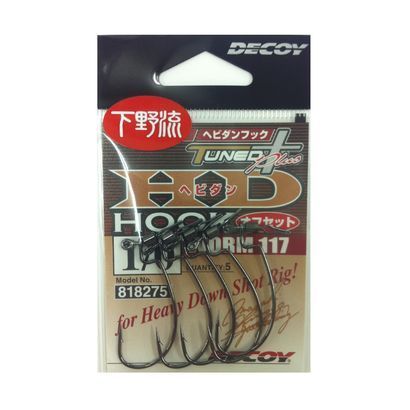 DECOY
下野流
ヘビダンフック
TUNED Plus
HD
ヘビダン
HOOK オフセット
WORM 117
QUANTITY 5
Model No.
818275
for Heavy Down Shot Rig!
DECOY